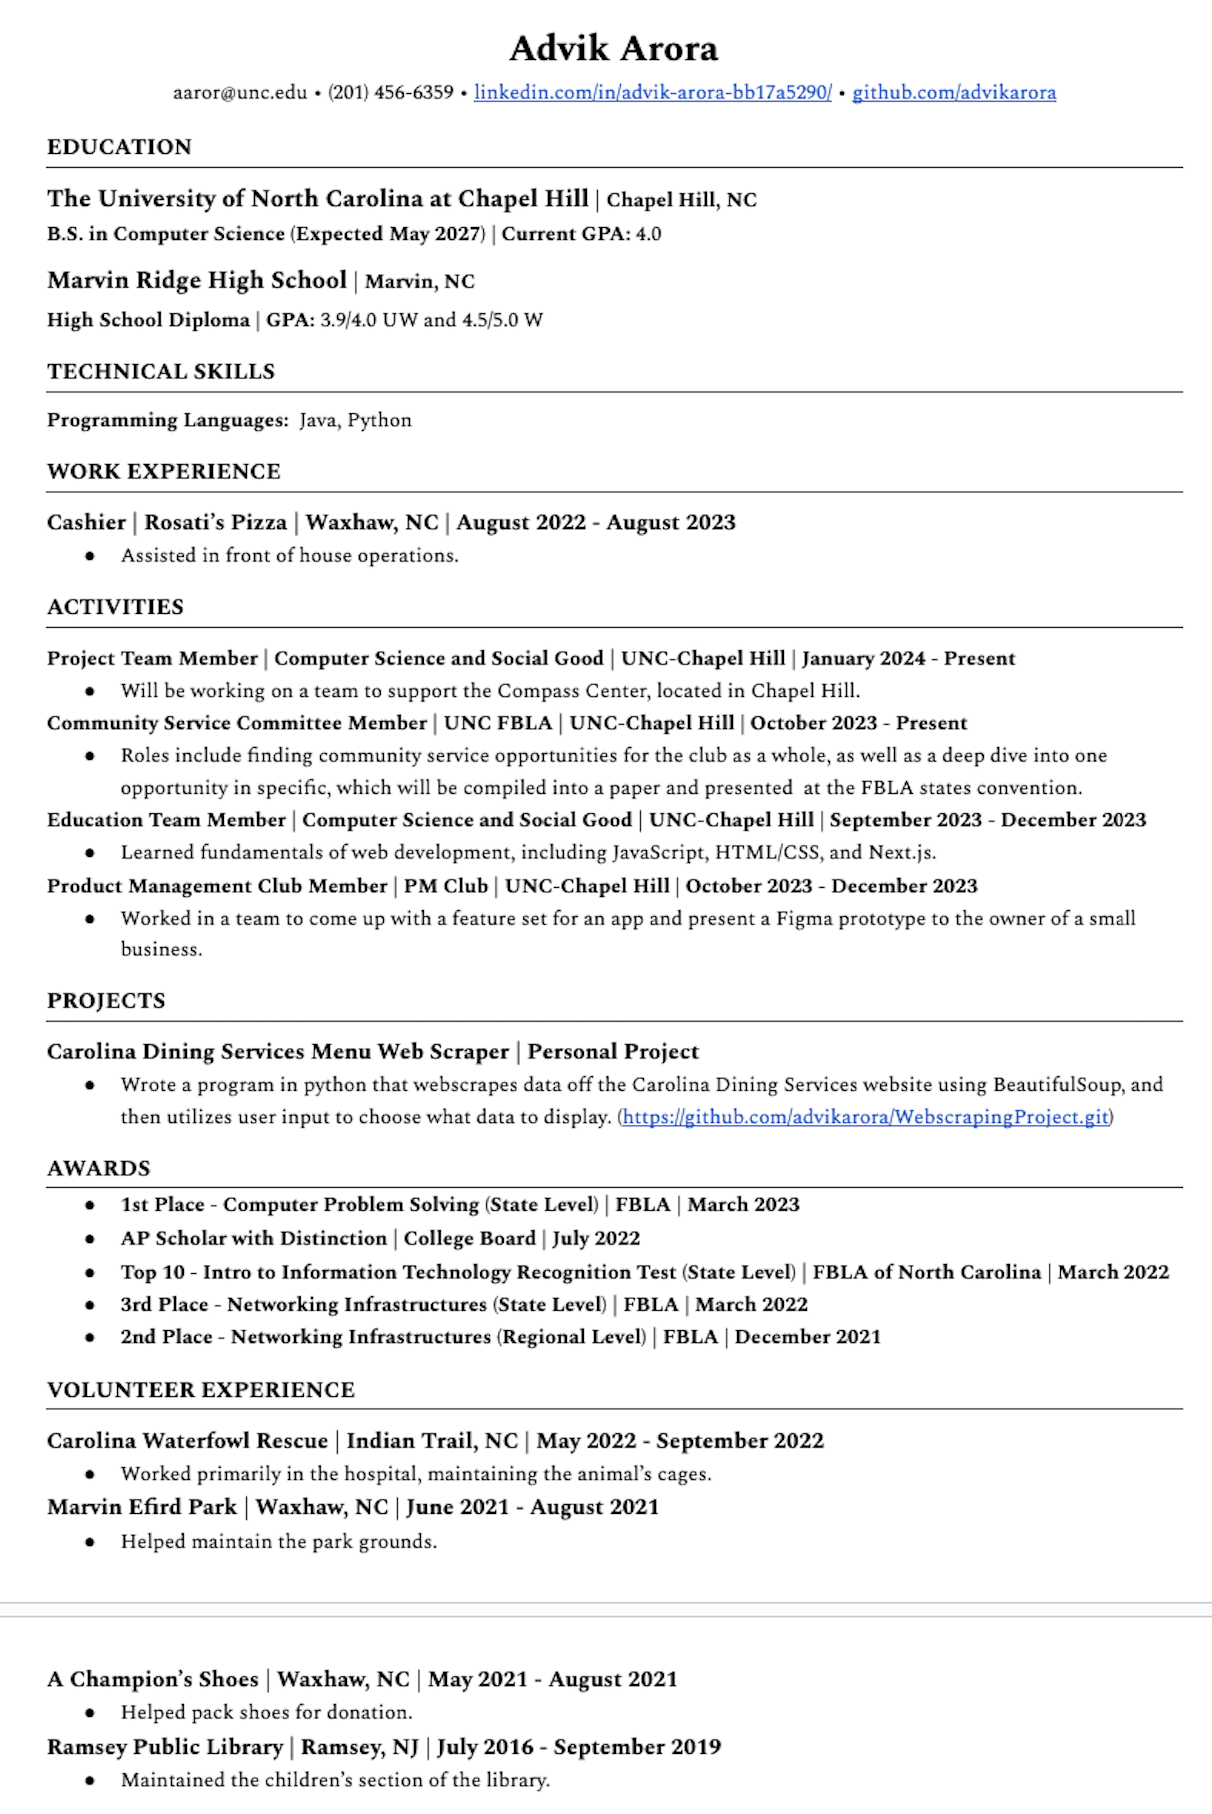 Advik Arora
aaror@unc.edu • (201) 456-6359 • linkedin.com/in/advik-arora-bb17a5290/ • github.com/advikarora
EDUCATION
The University of North Carolina at Chapel Hill | Chapel Hill, NC
B.S. in Computer Science (Expected May 2027) | Current GPA: 4.0
Marvin Ridge High School | Marvin, NC
High School Diploma | GPA: 3.9/4.0 UW and 4.5/5.0 W
TECHNICAL SKILLS
Programming Languages: Java, Python
WORK EXPERIENCE
Cashier | Rosati's Pizza | Waxhaw, NC | August 2022 - August 2023
● Assisted in front of house operations.
ACTIVITIES
Project Team Member | Computer Science and Social Good | UNC-Chapel Hill | January 2024 - Present
● Will be working on a team to support the Compass Center, located in Chapel Hill.
Community Service Committee Member | UNC FBLA | UNC-Chapel Hill | October 2023 - Present
● Roles include finding community service opportunities for the club as a whole, as well as a deep dive into one
opportunity in specific, which will be compiled into a paper and presented at the FBLA states convention.
Education Team Member | Computer Science and Social Good | UNC-Chapel Hill | September 2023 - December 2023
● Learned fundamentals of web development, including JavaScript, HTML/CSS, and Next.js.
Product Management Club Member | PM Club | UNC-Chapel Hill | October 2023 - December 2023
● Worked in a team to come up with a feature set for an app and present a Figma prototype to the owner of a small
business.
PROJECTS
Carolina Dining Services Menu Web Scraper | Personal Project
● Wrote a program in python that webscrapes data off the Carolina Dining Services website using BeautifulSoup, and
then utilizes user input to choose what data to display. (https://github.com/advikarora/WebscrapingProject.git)
AWARDS
● 1st Place - Computer Problem Solving (State Level) | FBLA | March 2023
● AP Scholar with Distinction | College Board | July 2022
● Top 10 - Intro to Information Technology Recognition Test (State Level) | FBLA of North Carolina | March 2022
● 3rd Place - Networking Infrastructures (State Level) | FBLA | March 2022
● 2nd Place - Networking Infrastructures (Regional Level) | FBLA | December 2021
VOLUNTEER EXPERIENCE
Carolina Waterfowl Rescue | Indian Trail, NC | May 2022 - September 2022
● Worked primarily in the hospital, maintaining the animal's cages.
Marvin Efird Park | Waxhaw, NC | June 2021 - August 2021
● Helped maintain the park grounds.
A Champion's Shoes | Waxhaw, NC | May 2021 - August 2021
● Helped pack shoes for donation.
Ramsey Public Library | Ramsey, NJ | July 2016 - September 2019
● Maintained the children's section of the library.